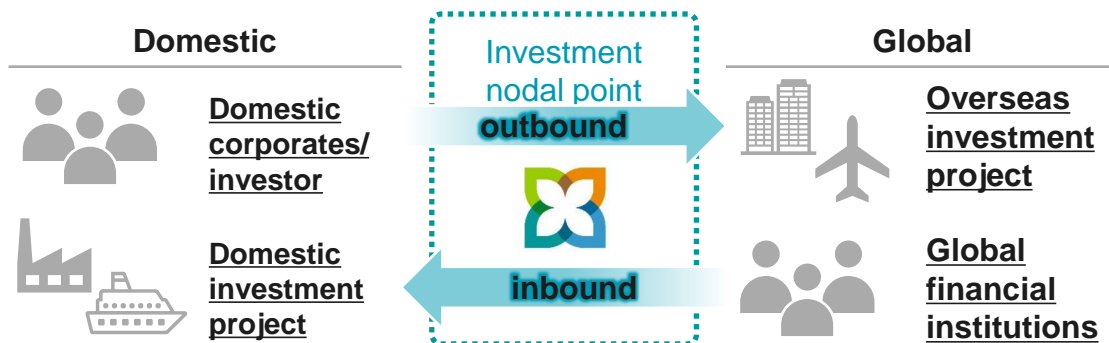 Domestic
Investment
nodal point
Global
Domestic
corporates/
investor
outbound
Overseas
investment
project
Domestic
investment
project
inbound
Global
financial
institutions